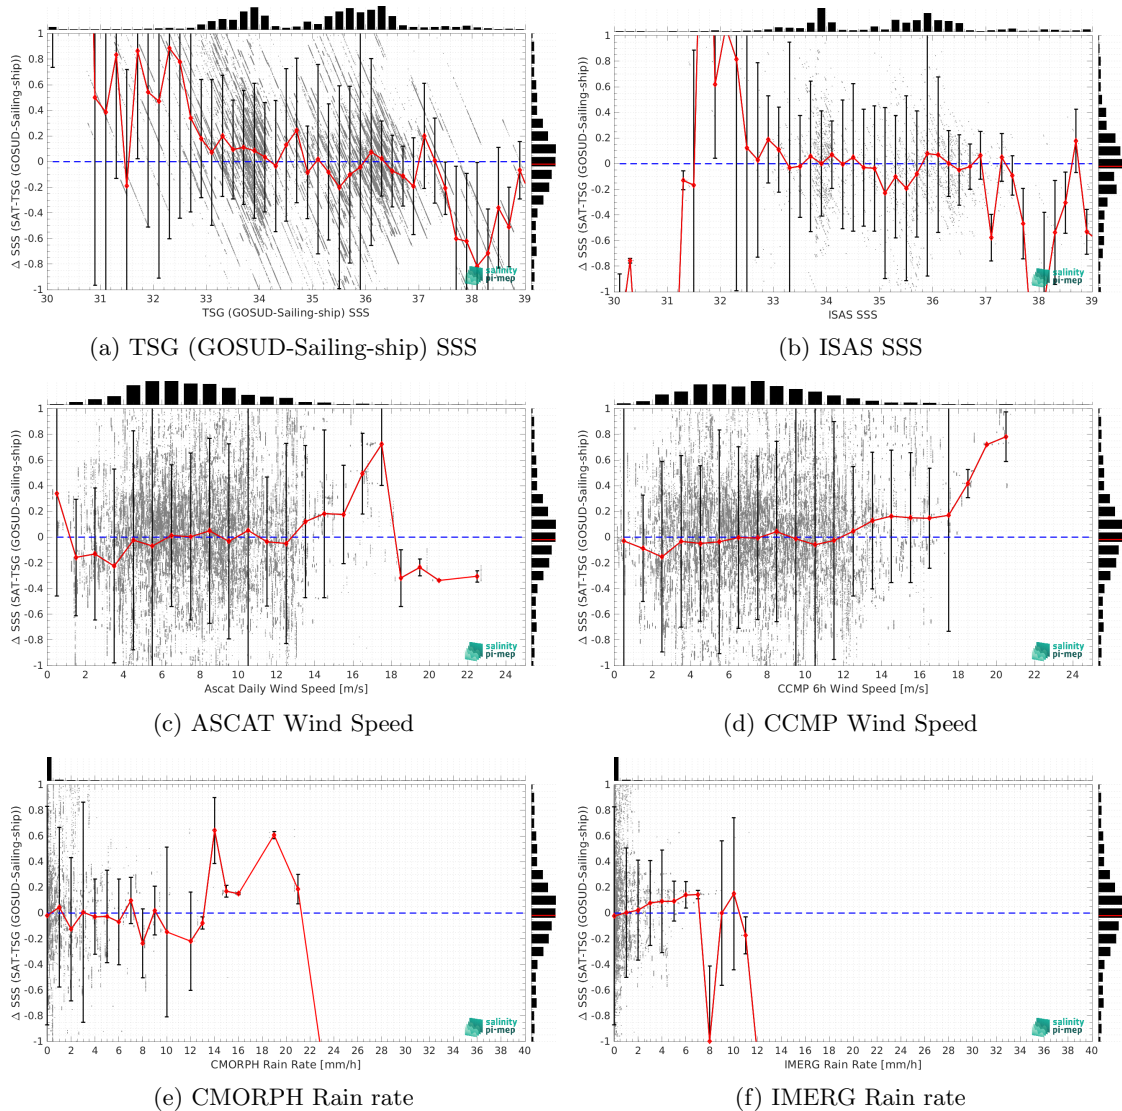 1
0.8
0.6
0.4
0.2
0
-0.2
-0.4
-0.6
-0.8
-1
Δ SSS (SAT-TSG (GOSUD-Sailing-ship))
30 31 32 33 34 35 36 37 38 39
TSG (GOSUD-Sailing-ship) SSS
salinity
pi-mep
(a) TSG (GOSUD-Sailing-ship) SSS
1
0.8
0.6
0.4
0.2
0
-0.2
-0.4
-0.6
-0.8
-1
Δ SSS (SAT-TSG (GOSUD-Sailing-ship))
30 31 32 33 34 35 36 37 38 39
ISAS SSS
salinity
pi-mep
(b) ISAS SSS
1
0.8
0.6
0.4
0.2
0
-0.2
-0.4
-0.6
-0.8
-1
Δ SSS (SAT-TSG (GOSUD-Sailing-ship))
0 2 4 6 8 10 12 14 16 18 20 22 24
Ascat Daily Wind Speed [m/s]
salinity
pi-mep
(c) ASCAT Wind Speed
1
0.8
0.6
0.4
0.2
0
-0.2
-0.4
-0.6
-0.8
-1
Δ SSS (SAT-TSG (GOSUD-Sailing-ship))
0 2 4 6 8 10 12 14 16 18 20 22 24
CCMP 6h Wind Speed [m/s]
salinity
pi-mep
(d) CCMP Wind Speed
1
0.8
0.6
0.4
0.2
0
-0.2
-0.4
-0.6
-0.8
-1
Δ SSS (SAT-TSG (GOSUD-Sailing-ship))
0 2 4 6 8 10 12 14 16 18 20 22 24 26 28 30 32 34 36 38 40
CMORPH Rain Rate [mm/h]
salinity
pi-mep
(e) CMORPH Rain rate
1
0.8
0.6
0.4
0.2
0
-0.2
-0.4
-0.6
-0.8
-1
Δ SSS (SAT-TSG (GOSUD-Sailing-ship))
0 2 4 6 8 10 12 14 16 18 20 22 24 26 28 30 32 34 36 38 40
IMERG Rain Rate [mm/h]
salinity
pi-mep
(f) IMERG Rain rate